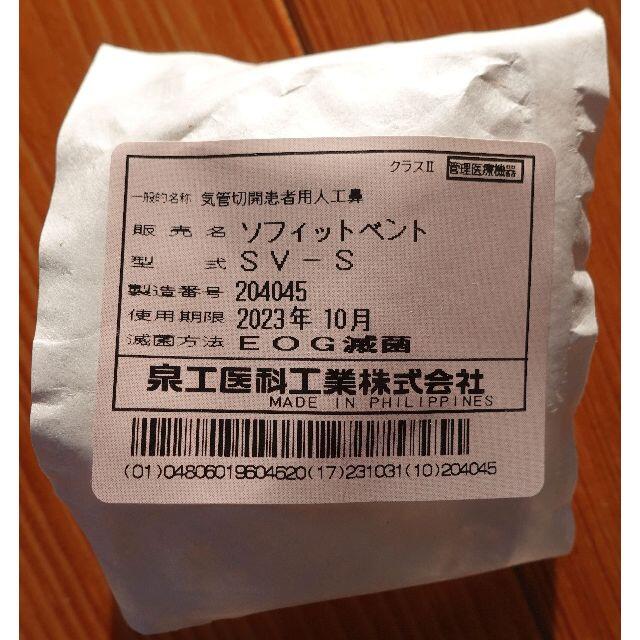 クラスⅡ 管理医療機器
一般的名称 気管切開患者用人工鼻
販売名 ソフィットベント
型式 SV-S
製造番号 204045
使用期限 2023年 10月
滅菌方法 EOG滅菌
泉工医科工業株式会社
MADE IN PHILIPPINES
(01)04806019604620(17)231031(10)204045